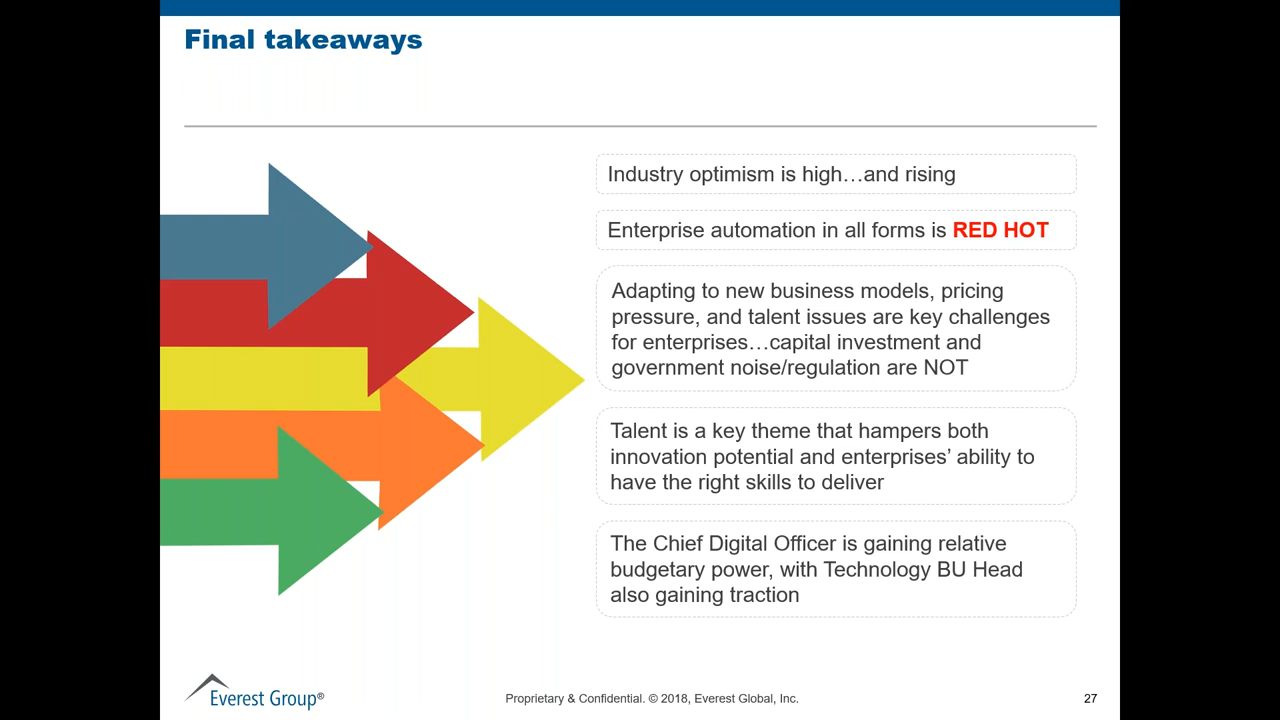 Final takeaways
Industry optimism is high…and rising
Enterprise automation in all forms is RED HOT
Adapting to new business models, pricing
pressure, and talent issues are key challenges
for enterprises…capital investment and
government noise/regulation are NOT
Talent is a key theme that hampers both
innovation potential and enterprises’ ability to
have the right skills to deliver
The Chief Digital Officer is gaining relative
budgetary power, with Technology BU Head
also gaining traction
Everest Group®
Proprietary & Confidential. © 2018, Everest Global, Inc.
27